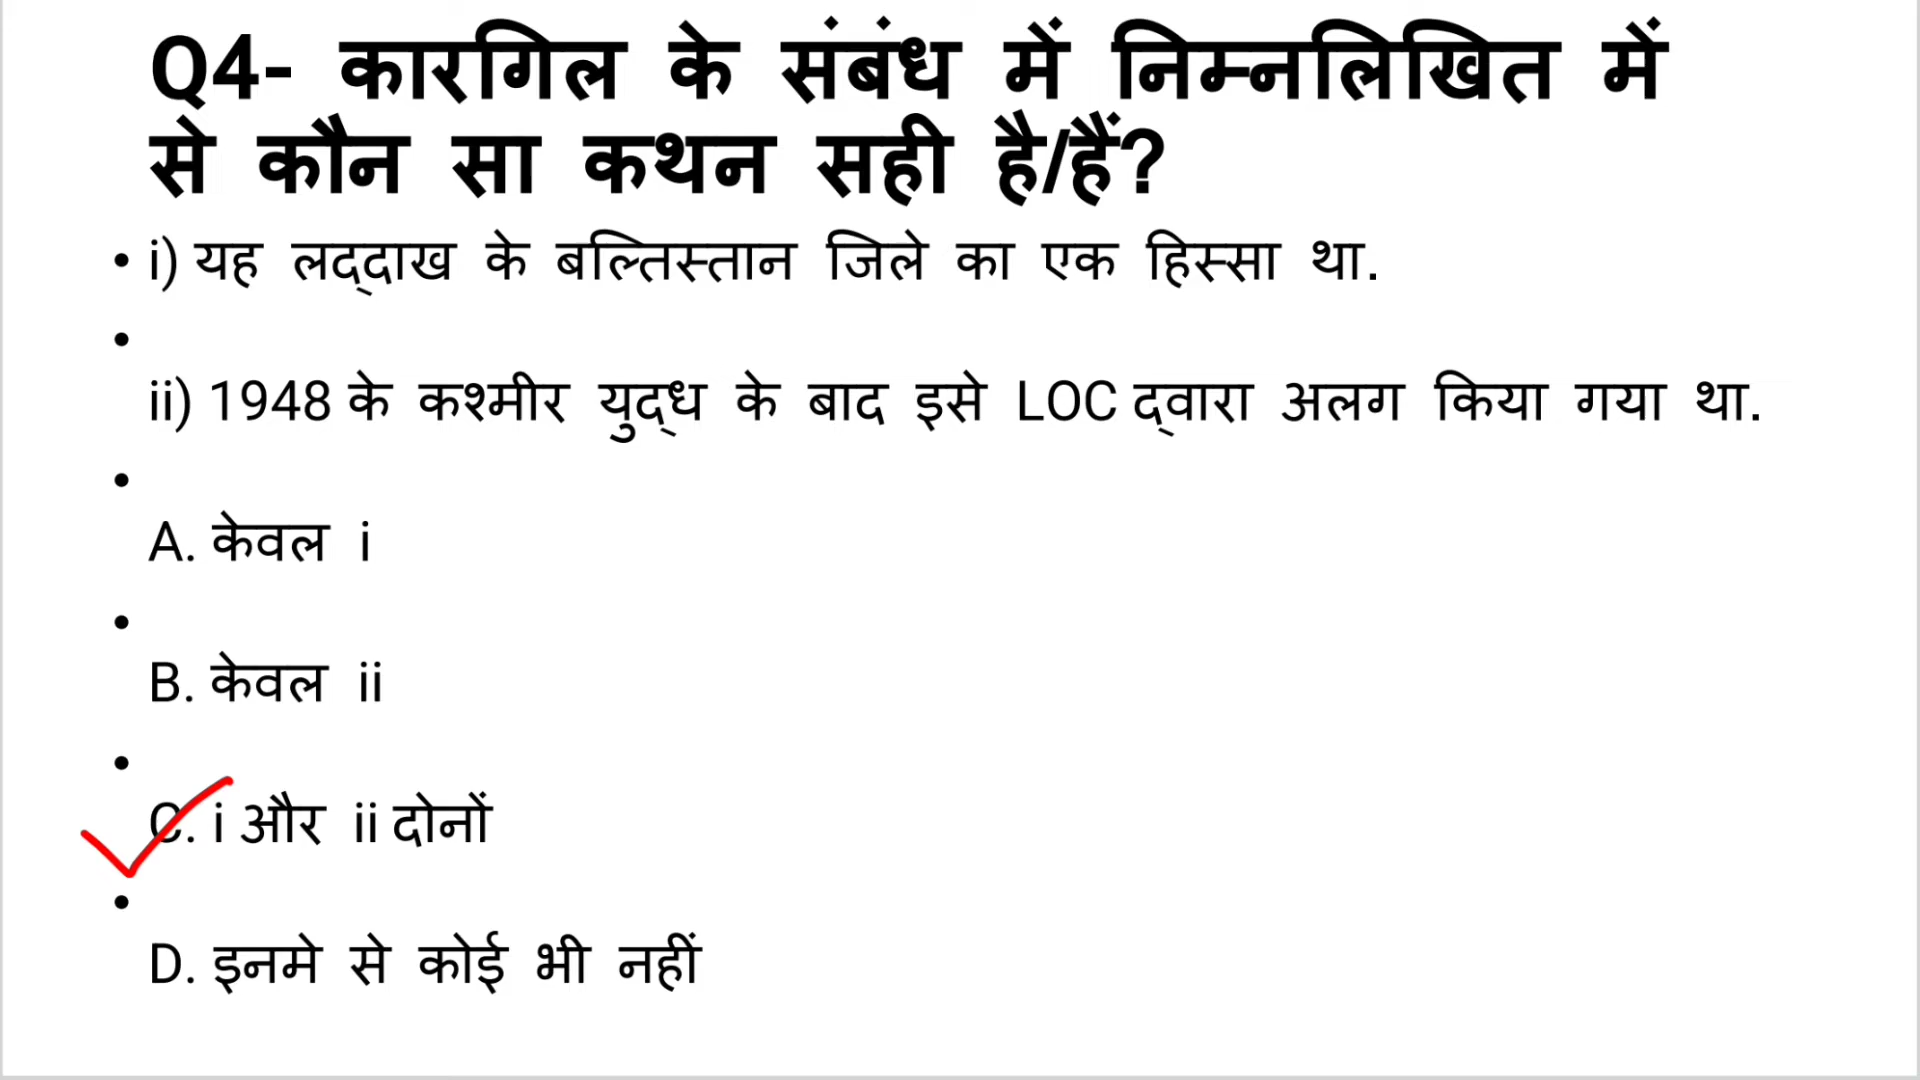 Q4- कारगिल के संबंध में निम्नलिखित में
से कौन सा कथन सही है/हैं?
• i) यह लद्दाख के बल्तिस्तान जिले का एक हिस्सा था.
•
ii) 1948 के कश्मीर युद्ध के बाद इसे LOC द्वारा अलग किया गया था.
•
A. केवल i
•
B. केवल ii
•
C. i और ii दोनों
•
D. इनमे से कोई भी नहीं